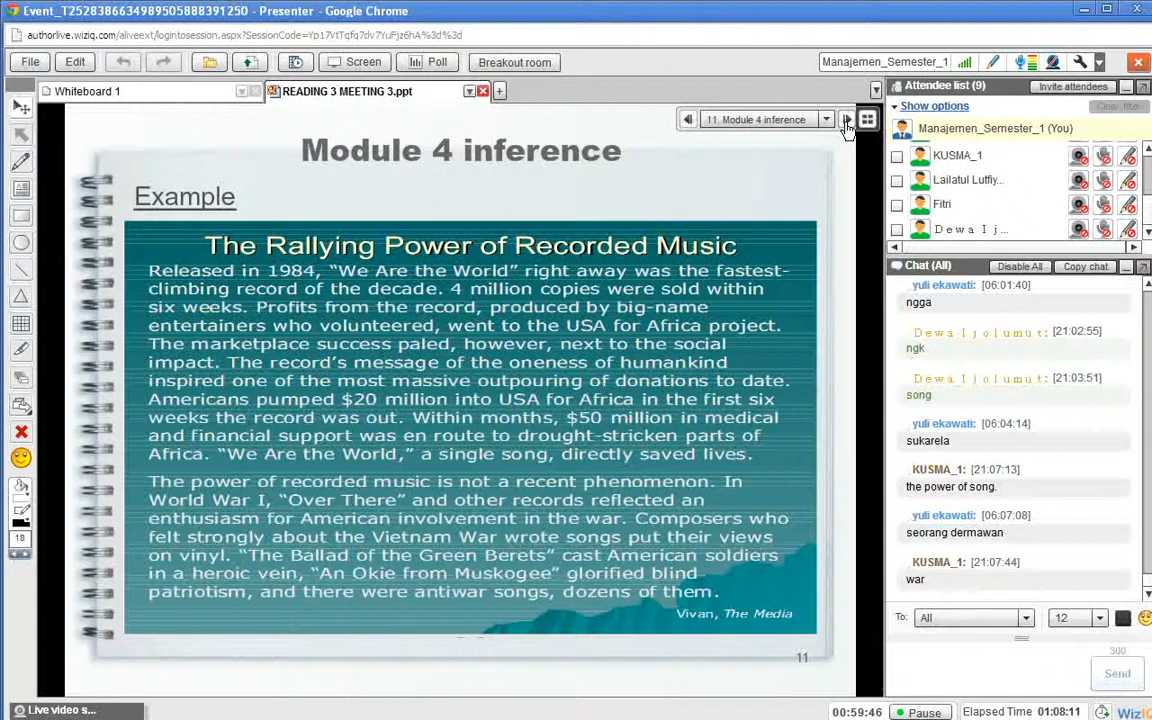 Event_T2528386634989505888391250 - Presenter - Google Chrome
authorlive.wiziq.com/aliveext/logintosession.aspx?SessionCode=Yp17VtTqfq7dv7YuFjz6hA%3d%3d
File Edit Screen Poll Breakout room Manajemen_Semester_1
Whiteboard 1 READING 3 MEETING 3.ppt
11. Module 4 inference
Module 4 inference
Example
The Rallying Power of Recorded Music
Released in 1984, “We Are the World” right away was the fastest-
climbing record of the decade. 4 million copies were sold within
six weeks. Profits from the record, produced by big-name
entertainers who volunteered, went to the USA for Africa project.
The marketplace success paled, however, next to the social
impact. The record’s message of the oneness of humankind
inspired one of the most massive outpouring of donations to date.
Americans pumped $20 million into USA for Africa in the first six
weeks the record was out. Within months, $50 million in medical
and financial support was en route to drought-stricken parts of
Africa. “We Are the World,” a single song, directly saved lives.
The power of recorded music is not a recent phenomenon. In
World War I, “Over There” and other records reflected an
enthusiasm for American involvement in the war. Composers who
felt strongly about the Vietnam War wrote songs put their views
on vinyl. “The Ballad of the Green Berets” cast American soldiers
in a heroic vein, “An Okie from Muskogee” glorified blind
patriotism, and there were antiwar songs, dozens of them.
Vivan, The Media
11
18
Attendee list (9) Invite attendees
Show options
Manajemen_Semester_1 (You)
KUSMA_1
Lailatul Lutfiy...
Fitri
Dewa Ij...
Chat (All) Disable All Copy chat
yuli ekawati: [06:01:40]
ngga
Dewa Ijolumut: [21:02:55]
ngk
Dewa Ijolumut: [21:03:51]
song
yuli ekawati: [06:04:14]
sukarela
KUSMA_1: [21:07:13]
the power of song.
yuli ekawati: [06:07:08]
seorang dermawan
KUSMA_1: [21:07:44]
war
To: All 12
300
Send
Live video s... 00:59:46 Pause Elapsed Time 01:08:11 WizIQ